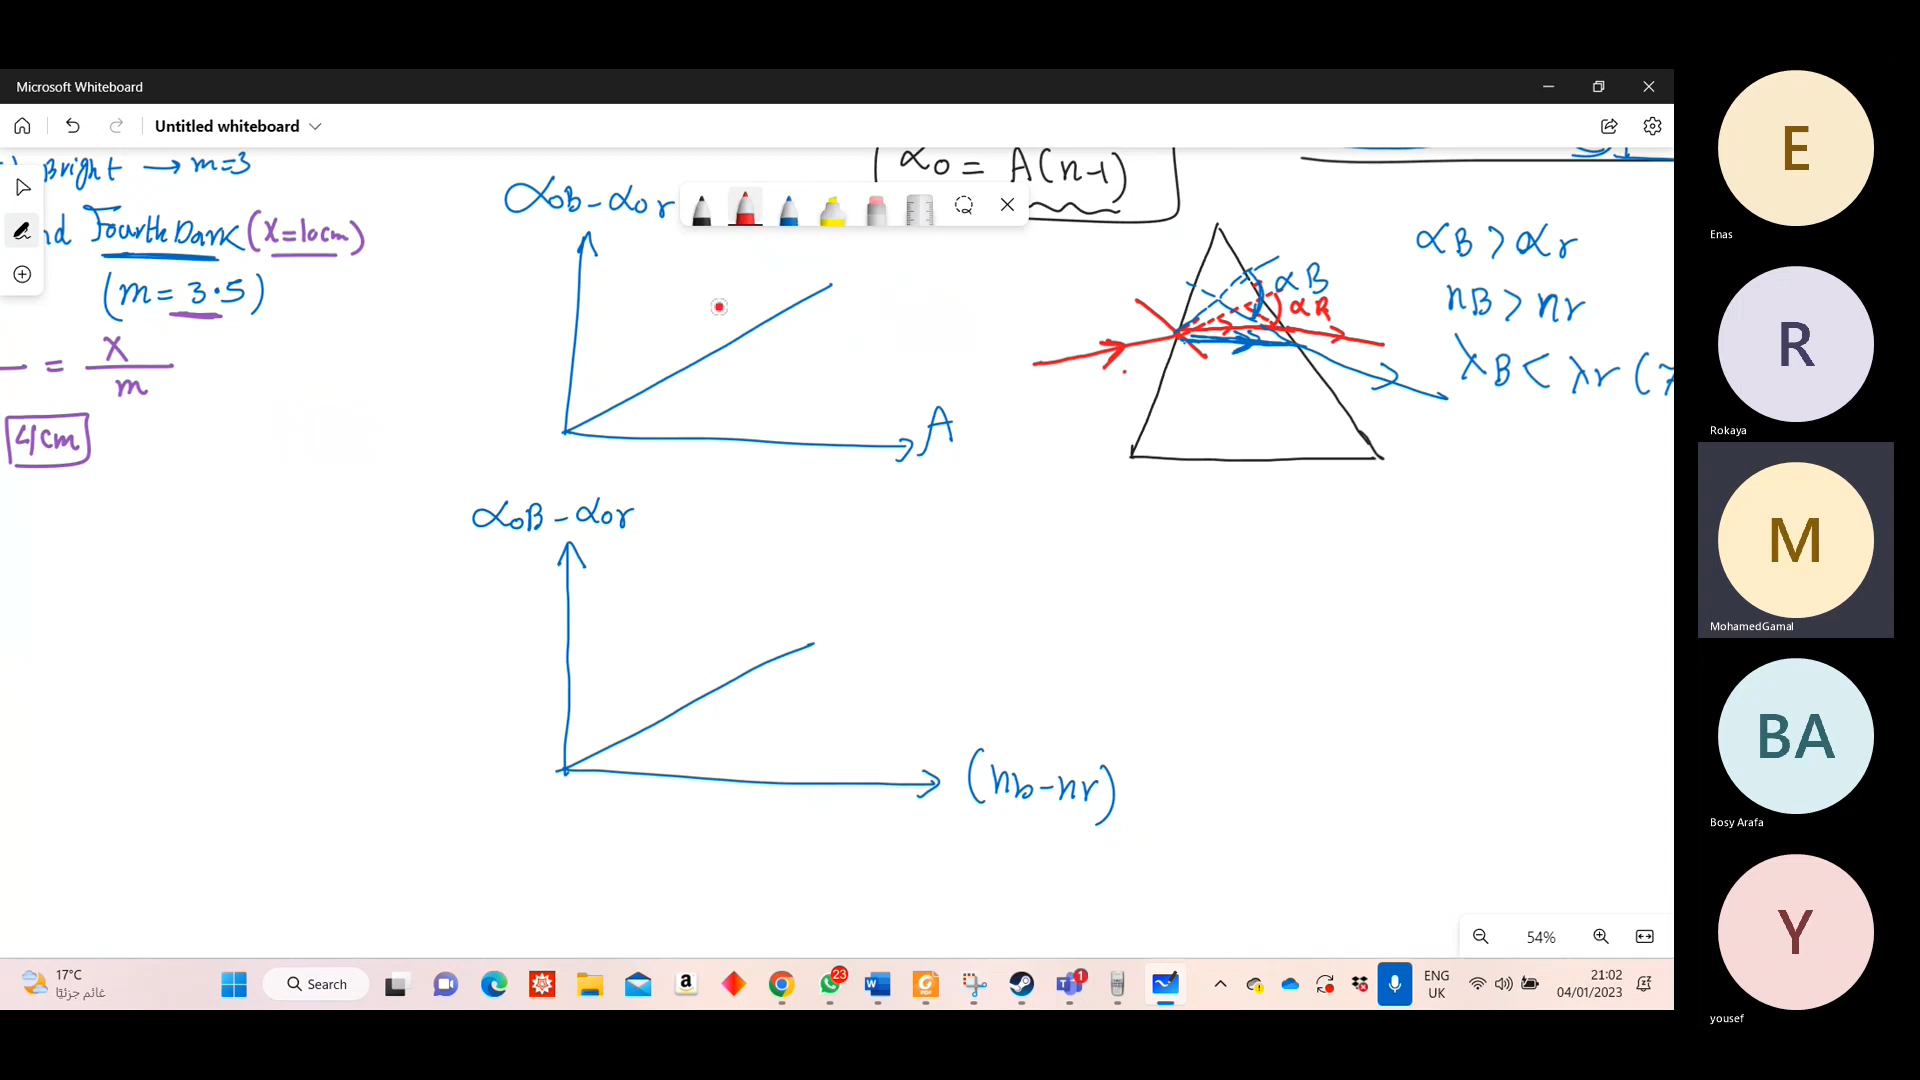 Microsoft Whiteboard
Untitled whiteboard
Bright → m=3
Fourth Dark (x=10cm)
(m=3.5)
= x/m
4cm
αoB-αor
A
αo = A(n-1)
αB
αR
αB > αr
nB > nr
λB < λr (
αoB-αor
(nb-nr)
54%
E
Enas
R
Rokaya
M
MohamedGamal
BA
Bosy Arafa
Y
yousef
17°C
غائم جزئيًا
Search
23
1
ENG
UK
21:02
04/01/2023